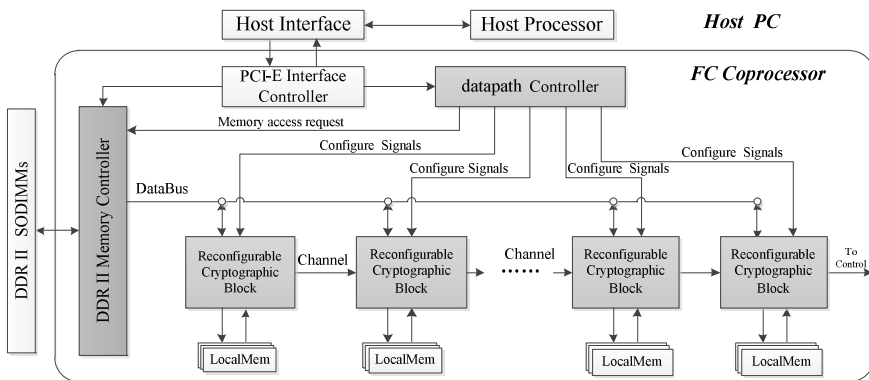 Host Interface
Host Processor
Host PC
PCI-E Interface
Controller
datapath Controller
FC Coprocessor
Memory access request
Configure Signals
Configure Signals
Configure Signals
Configure Signals
DDR II SODIMMs
DDR II Memory Controller
DataBus
Reconfigurable
Cryptographic
Block
Channel
Reconfigurable
Cryptographic
Block
Channel
……
Reconfigurable
Cryptographic
Block
Reconfigurable
Cryptographic
Block
To
Control
LocalMem
LocalMem
LocalMem
LocalMem